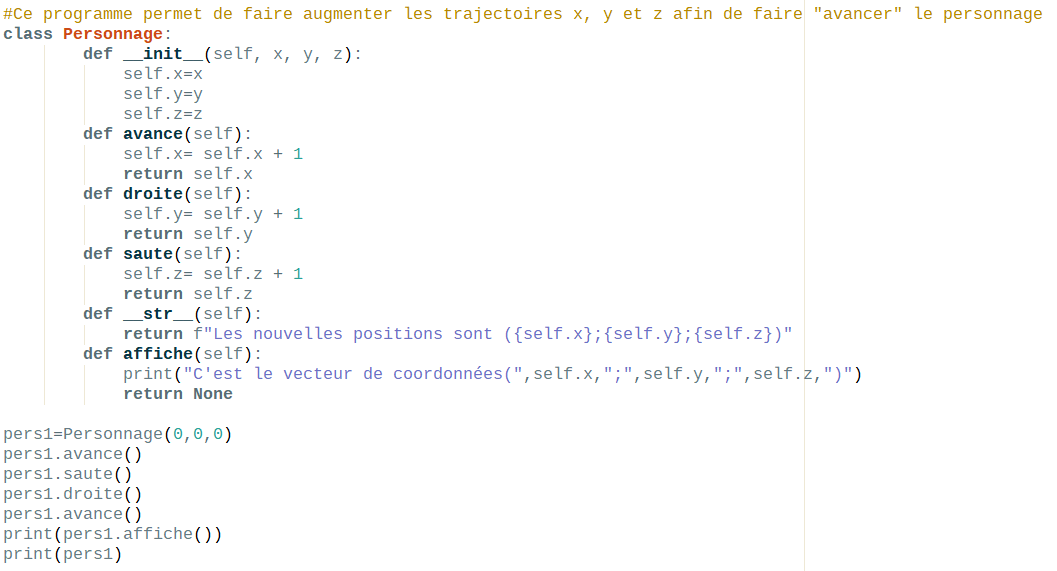 #Ce programme permet de faire augmenter les trajectoires x, y et z afin de faire "avancer" le personnage
class Personnage:
        def __init__(self, x, y, z):
            self.x=x
            self.y=y
            self.z=z
        def avance(self):
            self.x= self.x + 1
            return self.x
        def droite(self):
            self.y= self.y + 1
            return self.y
        def saute(self):
            self.z= self.z + 1
            return self.z
        def __str__(self):
            return f"Les nouvelles positions sont ({self.x};{self.y};{self.z})"
        def affiche(self):
            print("C'est le vecteur de coordonnées(",self.x,";",self.y,";",self.z,")")
            return None

pers1=Personnage(0,0,0)
pers1.avance()
pers1.saute()
pers1.droite()
pers1.avance()
print(pers1.affiche())
print(pers1)